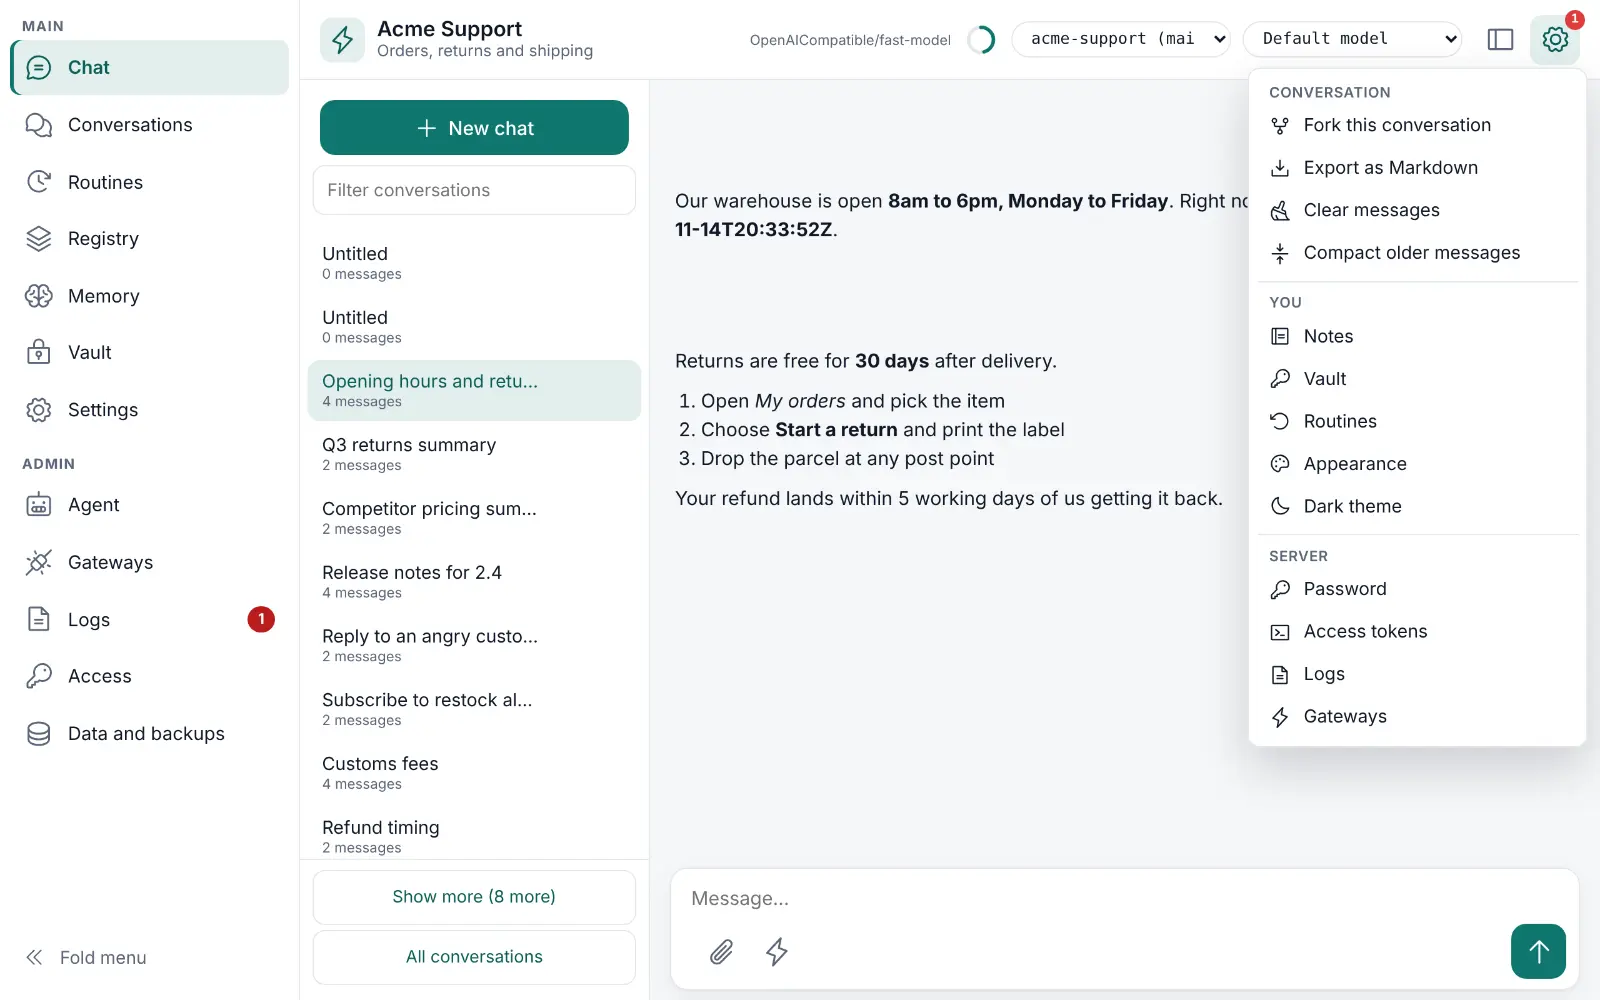 MAIN
Chat
Conversations
Routines
Registry
Memory
Vault
Settings
ADMIN
Agent
Gateways
Logs
1
Access
Data and backups
Fold menu
Acme Support
Orders, returns and shipping
OpenAICompatible/fast-model
acme-support (mai
Default model
1
New chat
Filter conversations
Untitled
0 messages
Untitled
0 messages
Opening hours and retu...
4 messages
Q3 returns summary
2 messages
Competitor pricing sum...
2 messages
Release notes for 2.4
4 messages
Reply to an angry custo...
2 messages
Subscribe to restock al...
2 messages
Customs fees
4 messages
Refund timing
2 messages
Show more (8 more)
All conversations
Our warehouse is open 8am to 6pm, Monday to Friday. Right
11-14T20:33:52Z.
Returns are free for 30 days after delivery.
1. Open My orders and pick the item
2. Choose Start a return and print the label
3. Drop the parcel at any post point
Your refund lands within 5 working days of us getting it back.
Message...
CONVERSATION
Fork this conversation
Export as Markdown
Clear messages
Compact older messages
YOU
Notes
Vault
Routines
Appearance
Dark theme
SERVER
Password
Access tokens
Logs
Gateways